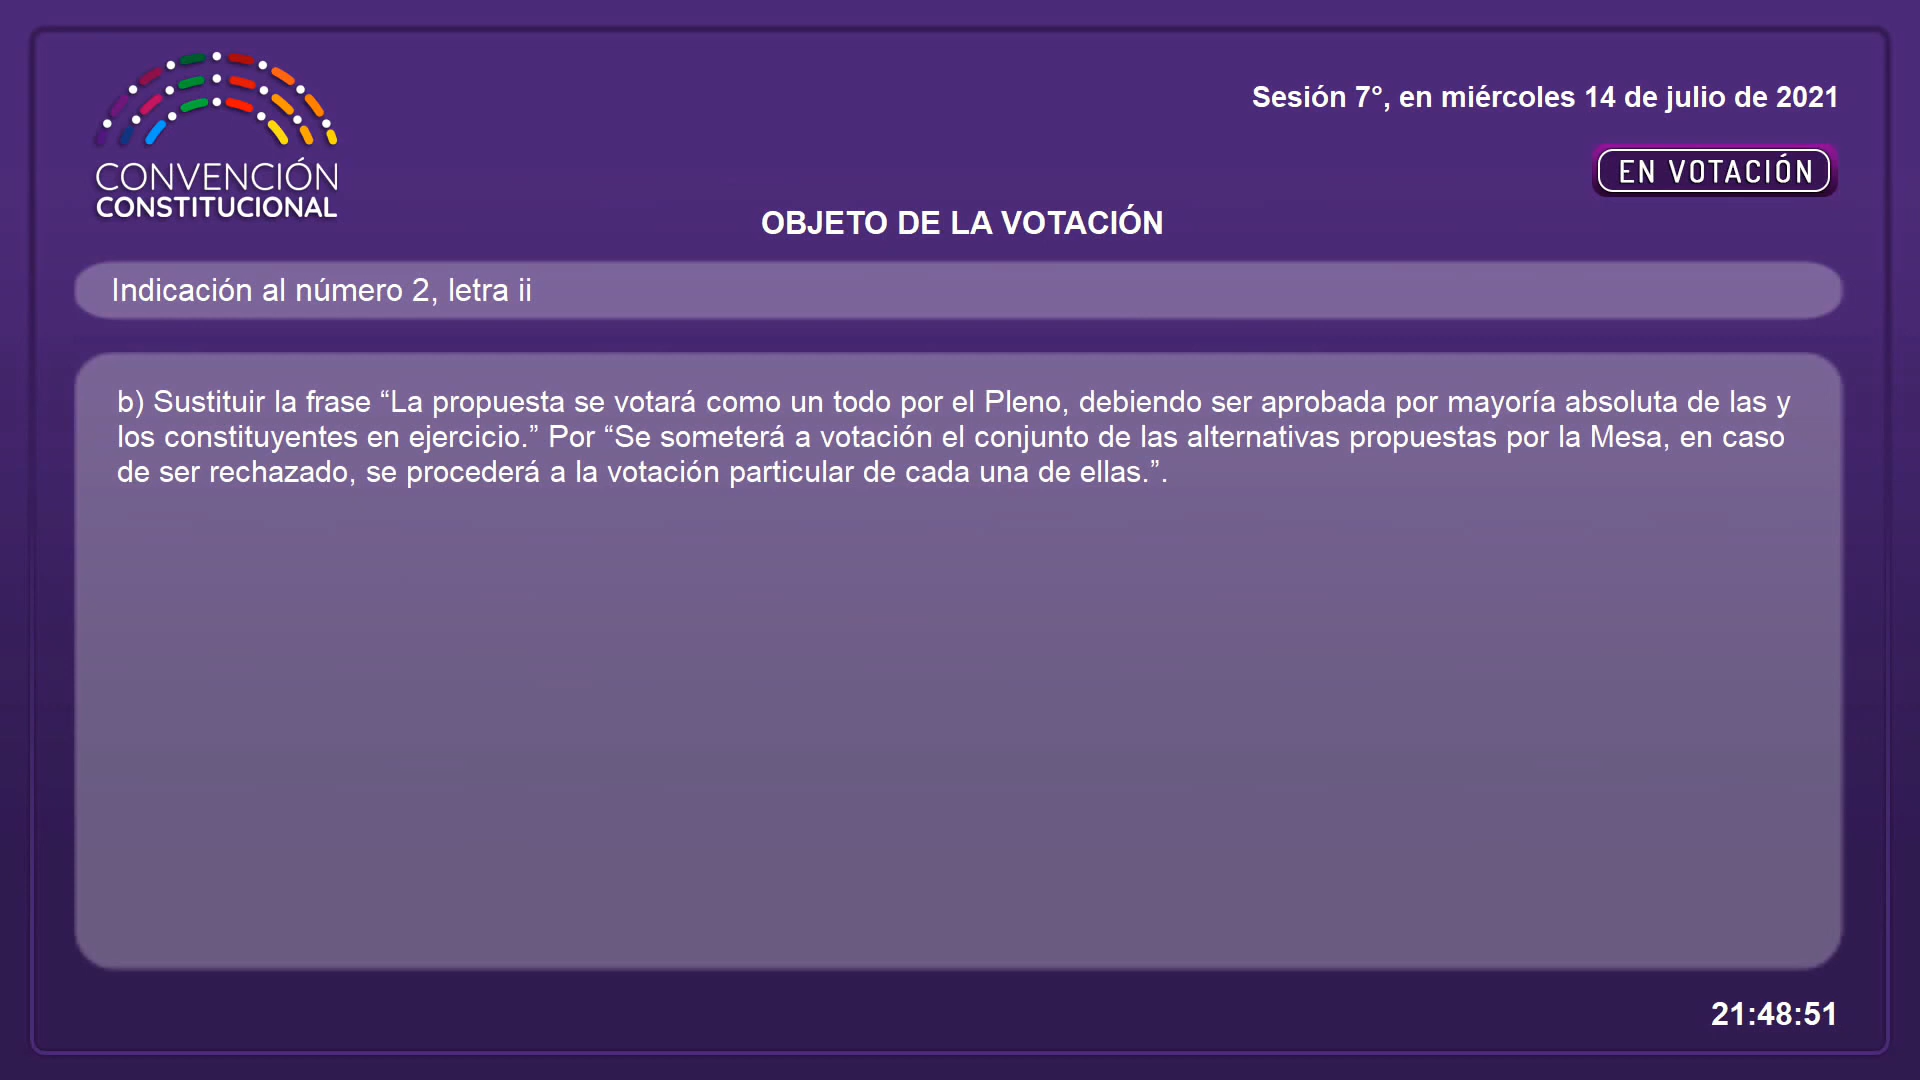 CONVENCIÓN
CONSTITUCIONAL
Sesión 7°, en miércoles 14 de julio de 2021
EN VOTACIÓN
OBJETO DE LA VOTACIÓN
Indicación al número 2, letra ii
b) Sustituir la frase “La propuesta se votará como un todo por el Pleno, debiendo ser aprobada por mayoría absoluta de las y
los constituyentes en ejercicio.” Por “Se someterá a votación el conjunto de las alternativas propuestas por la Mesa, en caso
de ser rechazado, se procederá a la votación particular de cada una de ellas.”.
21:48:51